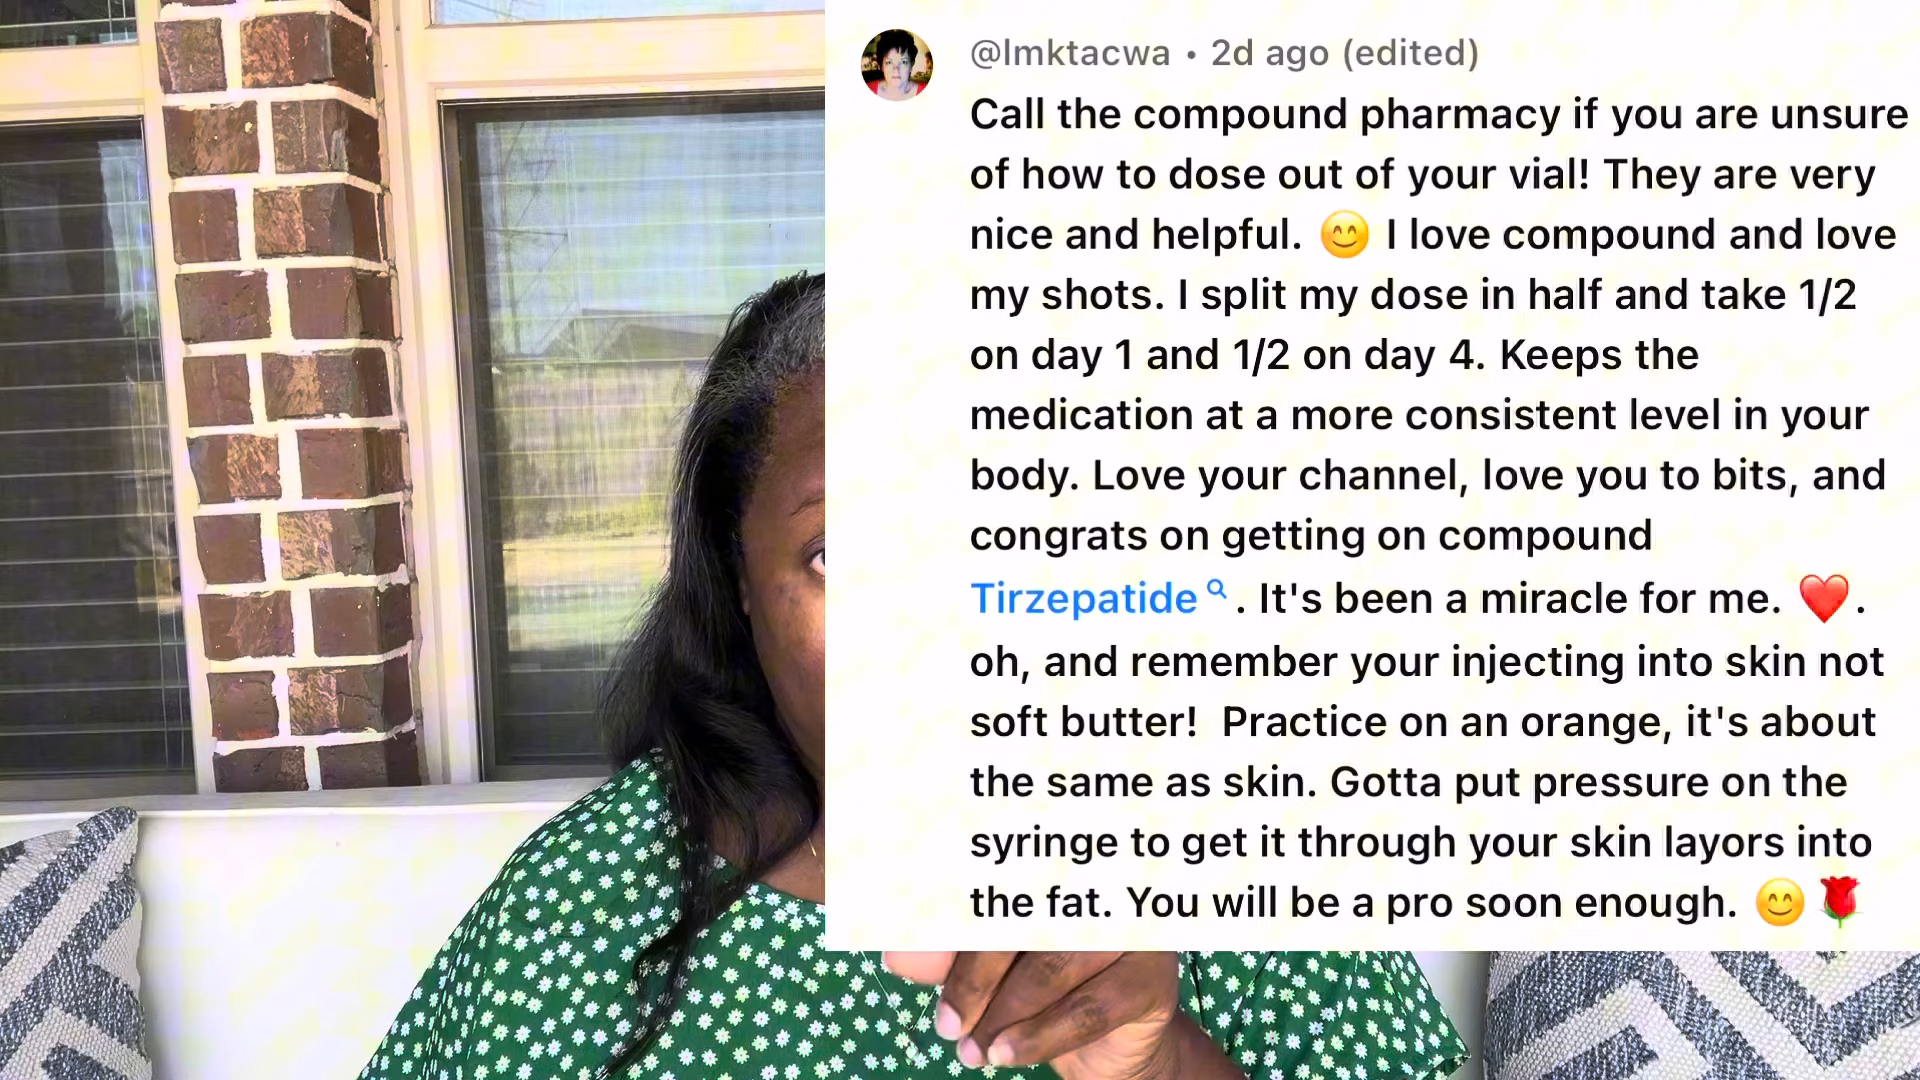 @lmktacwa • 2d ago (edited)
Call the compound pharmacy if you are unsure
of how to dose out of your vial! They are very
nice and helpful. 😊 I love compound and love
my shots. I split my dose in half and take 1/2
on day 1 and 1/2 on day 4. Keeps the
medication at a more consistent level in your
body. Love your channel, love you to bits, and
congrats on getting on compound
Tirzepatide. It's been a miracle for me. ❤️.
oh, and remember your injecting into skin not
soft butter!  Practice on an orange, it's about
the same as skin. Gotta put pressure on the
syringe to get it through your skin layors into
the fat. You will be a pro soon enough. 😊🌹